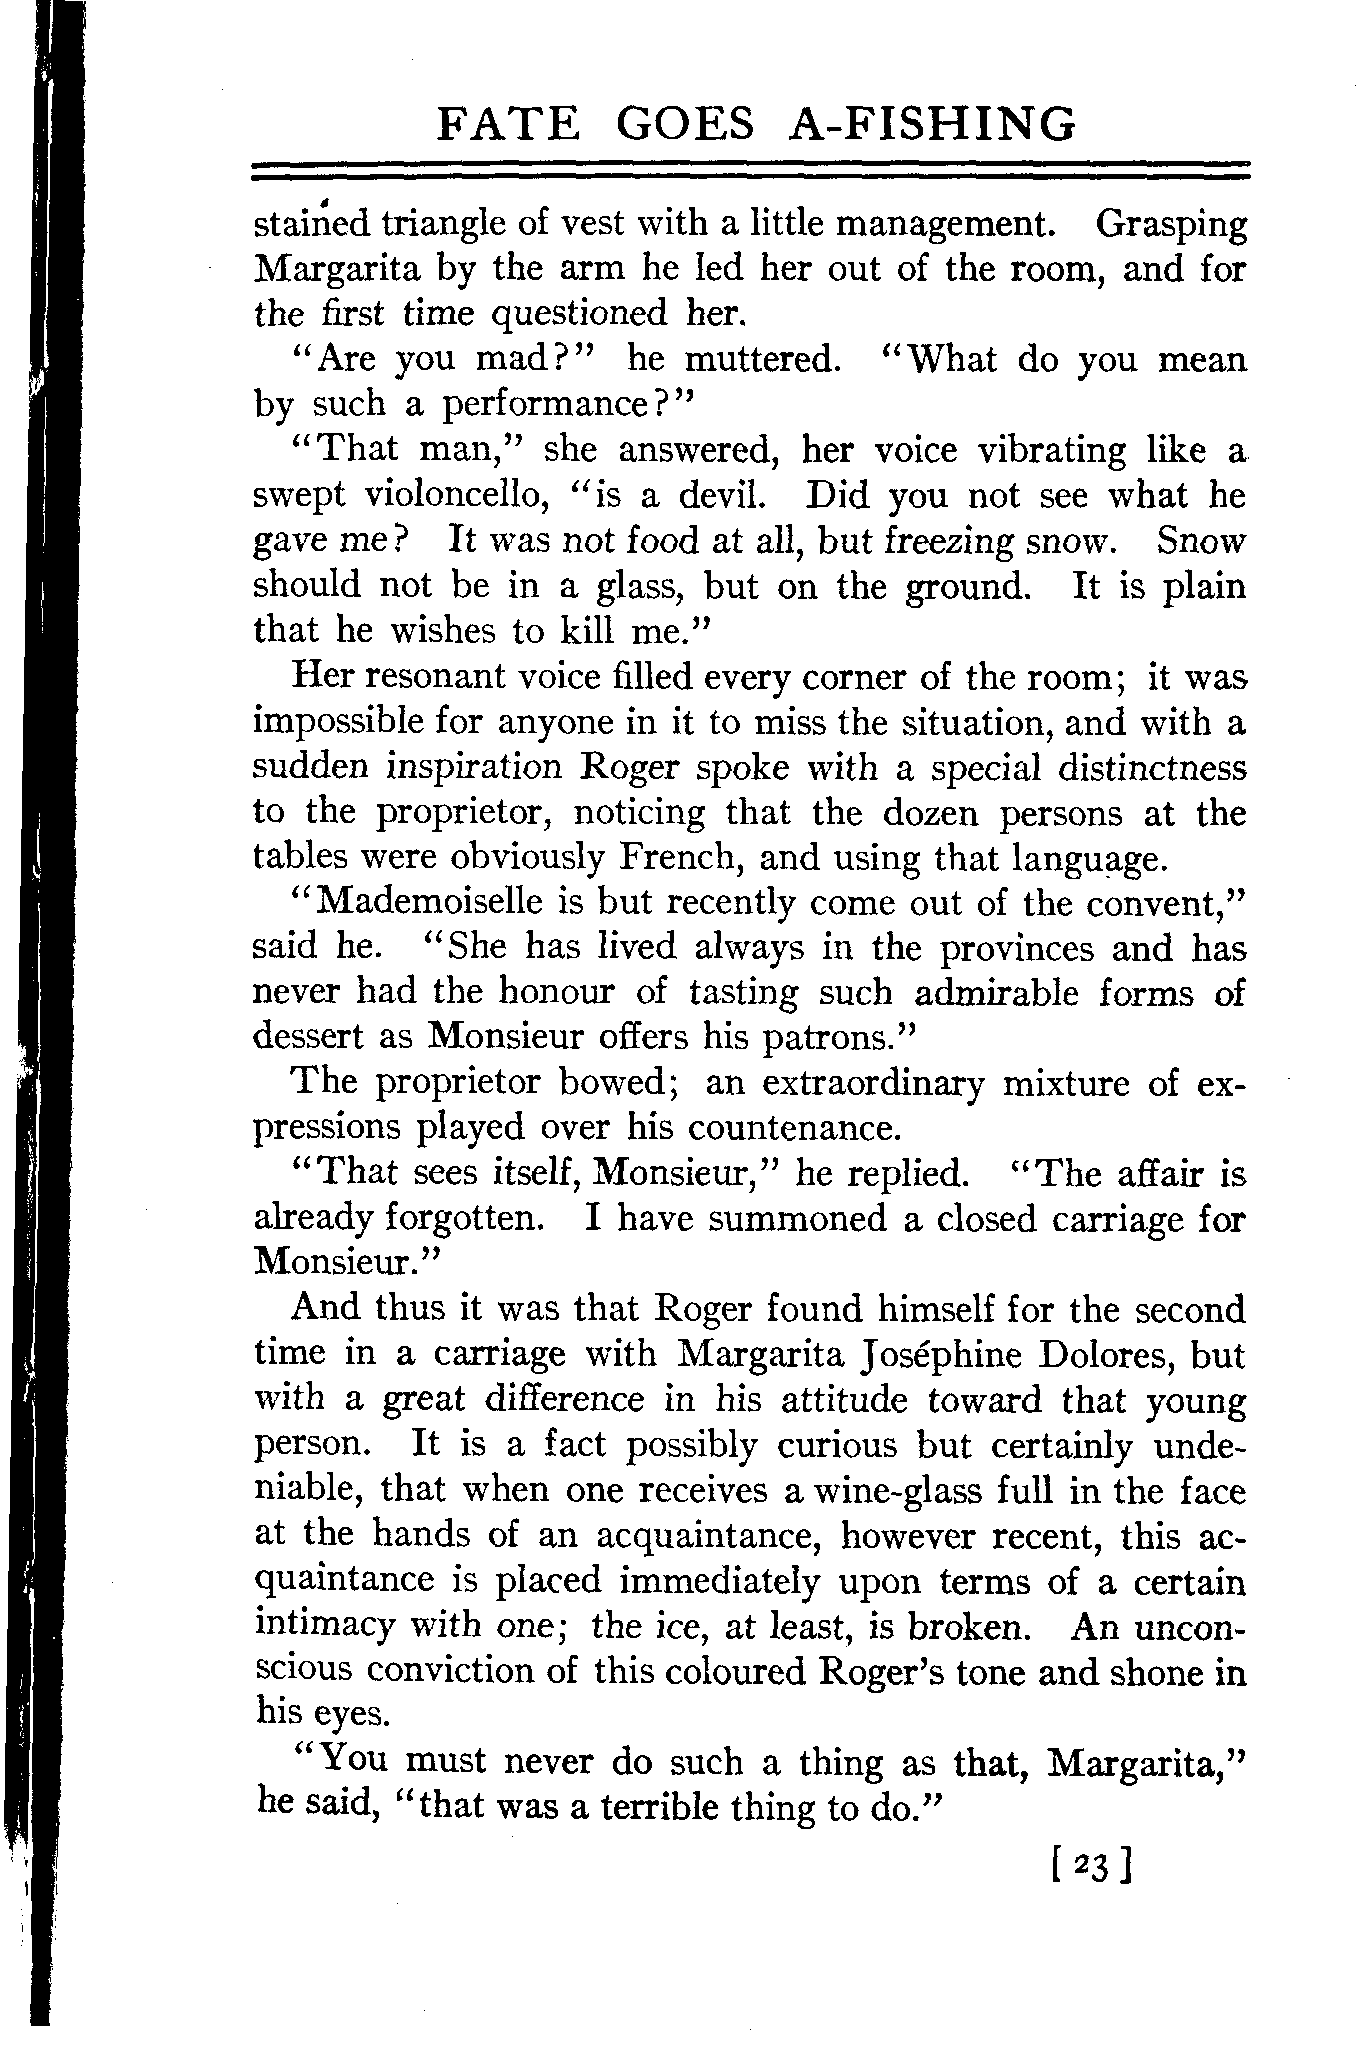 FATE GOES A-FISHING
stained triangle of vest with a little management. Grasping
Margarita by the arm he led her out of the room, and for
the first time questioned her.
"Are you mad?" he muttered. "What do you mean
by such a performance?"
"That man," she answered, her voice vibrating like a
swept violoncello, "is a devil. Did you not see what he
gave me? It was not food at all, but freezing snow. Snow
should not be in a glass, but on the ground. It is plain
that he wishes to kill me."
Her resonant voice filled every corner of the room; it was
impossible for anyone in it to miss the situation, and with a
sudden inspiration Roger spoke with a special distinctness
to the proprietor, noticing that the dozen persons at the
tables were obviously French, and using that language.
"Mademoiselle is but recently come out of the convent,"
said he. "She has lived always in the provinces and has
never had the honour of tasting such admirable forms of
dessert as Monsieur offers his patrons."
The proprietor bowed; an extraordinary mixture of ex-
pressions played over his countenance.
"That sees itself, Monsieur," he replied. "The affair is
already forgotten. I have summoned a closed carriage for
Monsieur."
And thus it was that Roger found himself for the second
time in a carriage with Margarita Joséphine Dolores, but
with a great difference in his attitude toward that young
person. It is a fact possibly curious but certainly unde-
niable, that when one receives a wine-glass full in the face
at the hands of an acquaintance, however recent, this ac-
quaintance is placed immediately upon terms of a certain
intimacy with one; the ice, at least, is broken. An uncon-
scious conviction of this coloured Roger's tone and shone in
his eyes.
"You must never do such a thing as that, Margarita,"
he said, "that was a terrible thing to do."
[ 23 ]